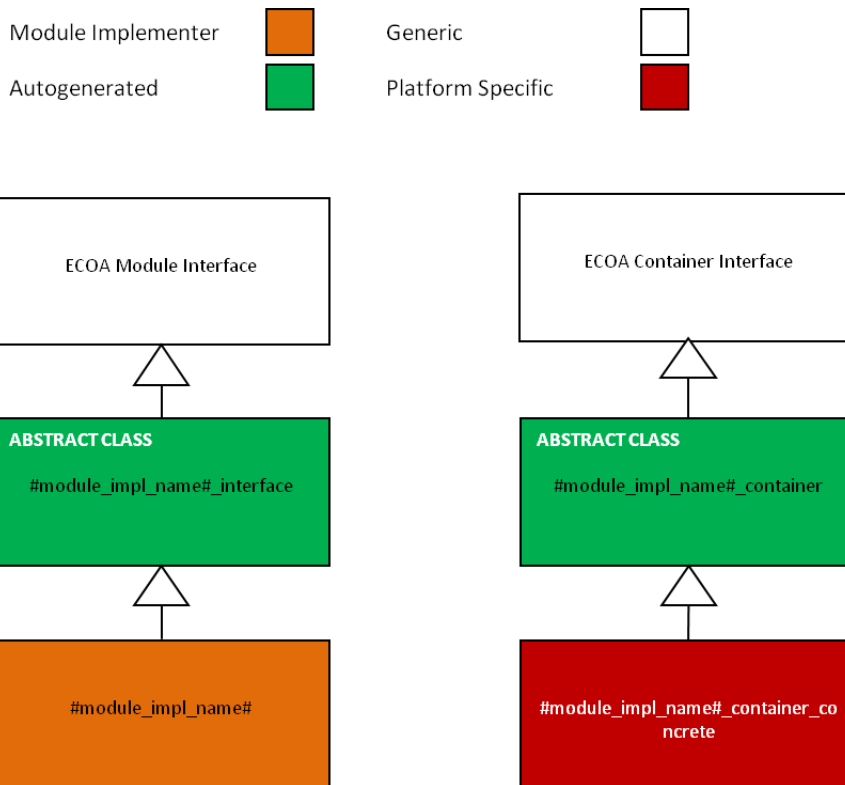 Module Implementer
Generic
Autogenerated
Platform Specific
ECOA Module Interface
ECOA Container Interface
ABSTRACT CLASS
#module_impl_name#_interface
ABSTRACT CLASS
#module_impl_name#_container
#module_impl_name#
#module_impl_name#_container_co
ncrete